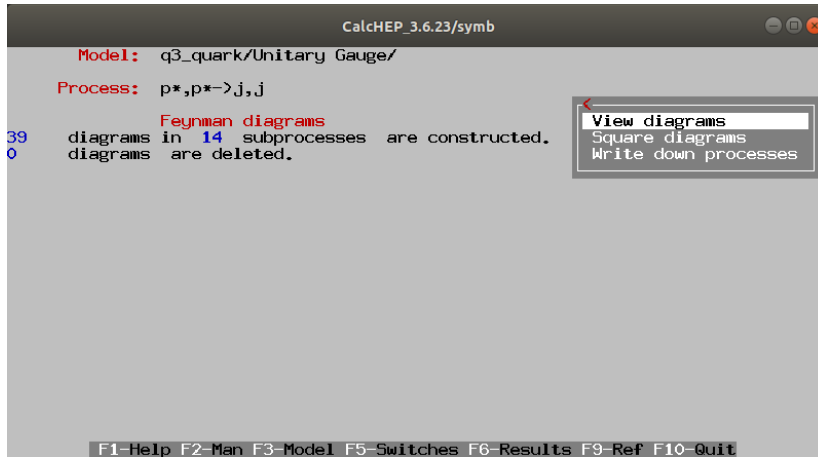 CalcHEP_3.6.23/symb
Model: q3_quark/Unitary Gauge/
Process: p*,p*->j,j
Feynman diagrams
39 diagrams in 14 subprocesses are constructed.
0 diagrams are deleted.
<
View diagrams
Square diagrams
Write down processes
F1-Help F2-Man F3-Model F5-Switches F6-Results F9-Ref F10-Quit